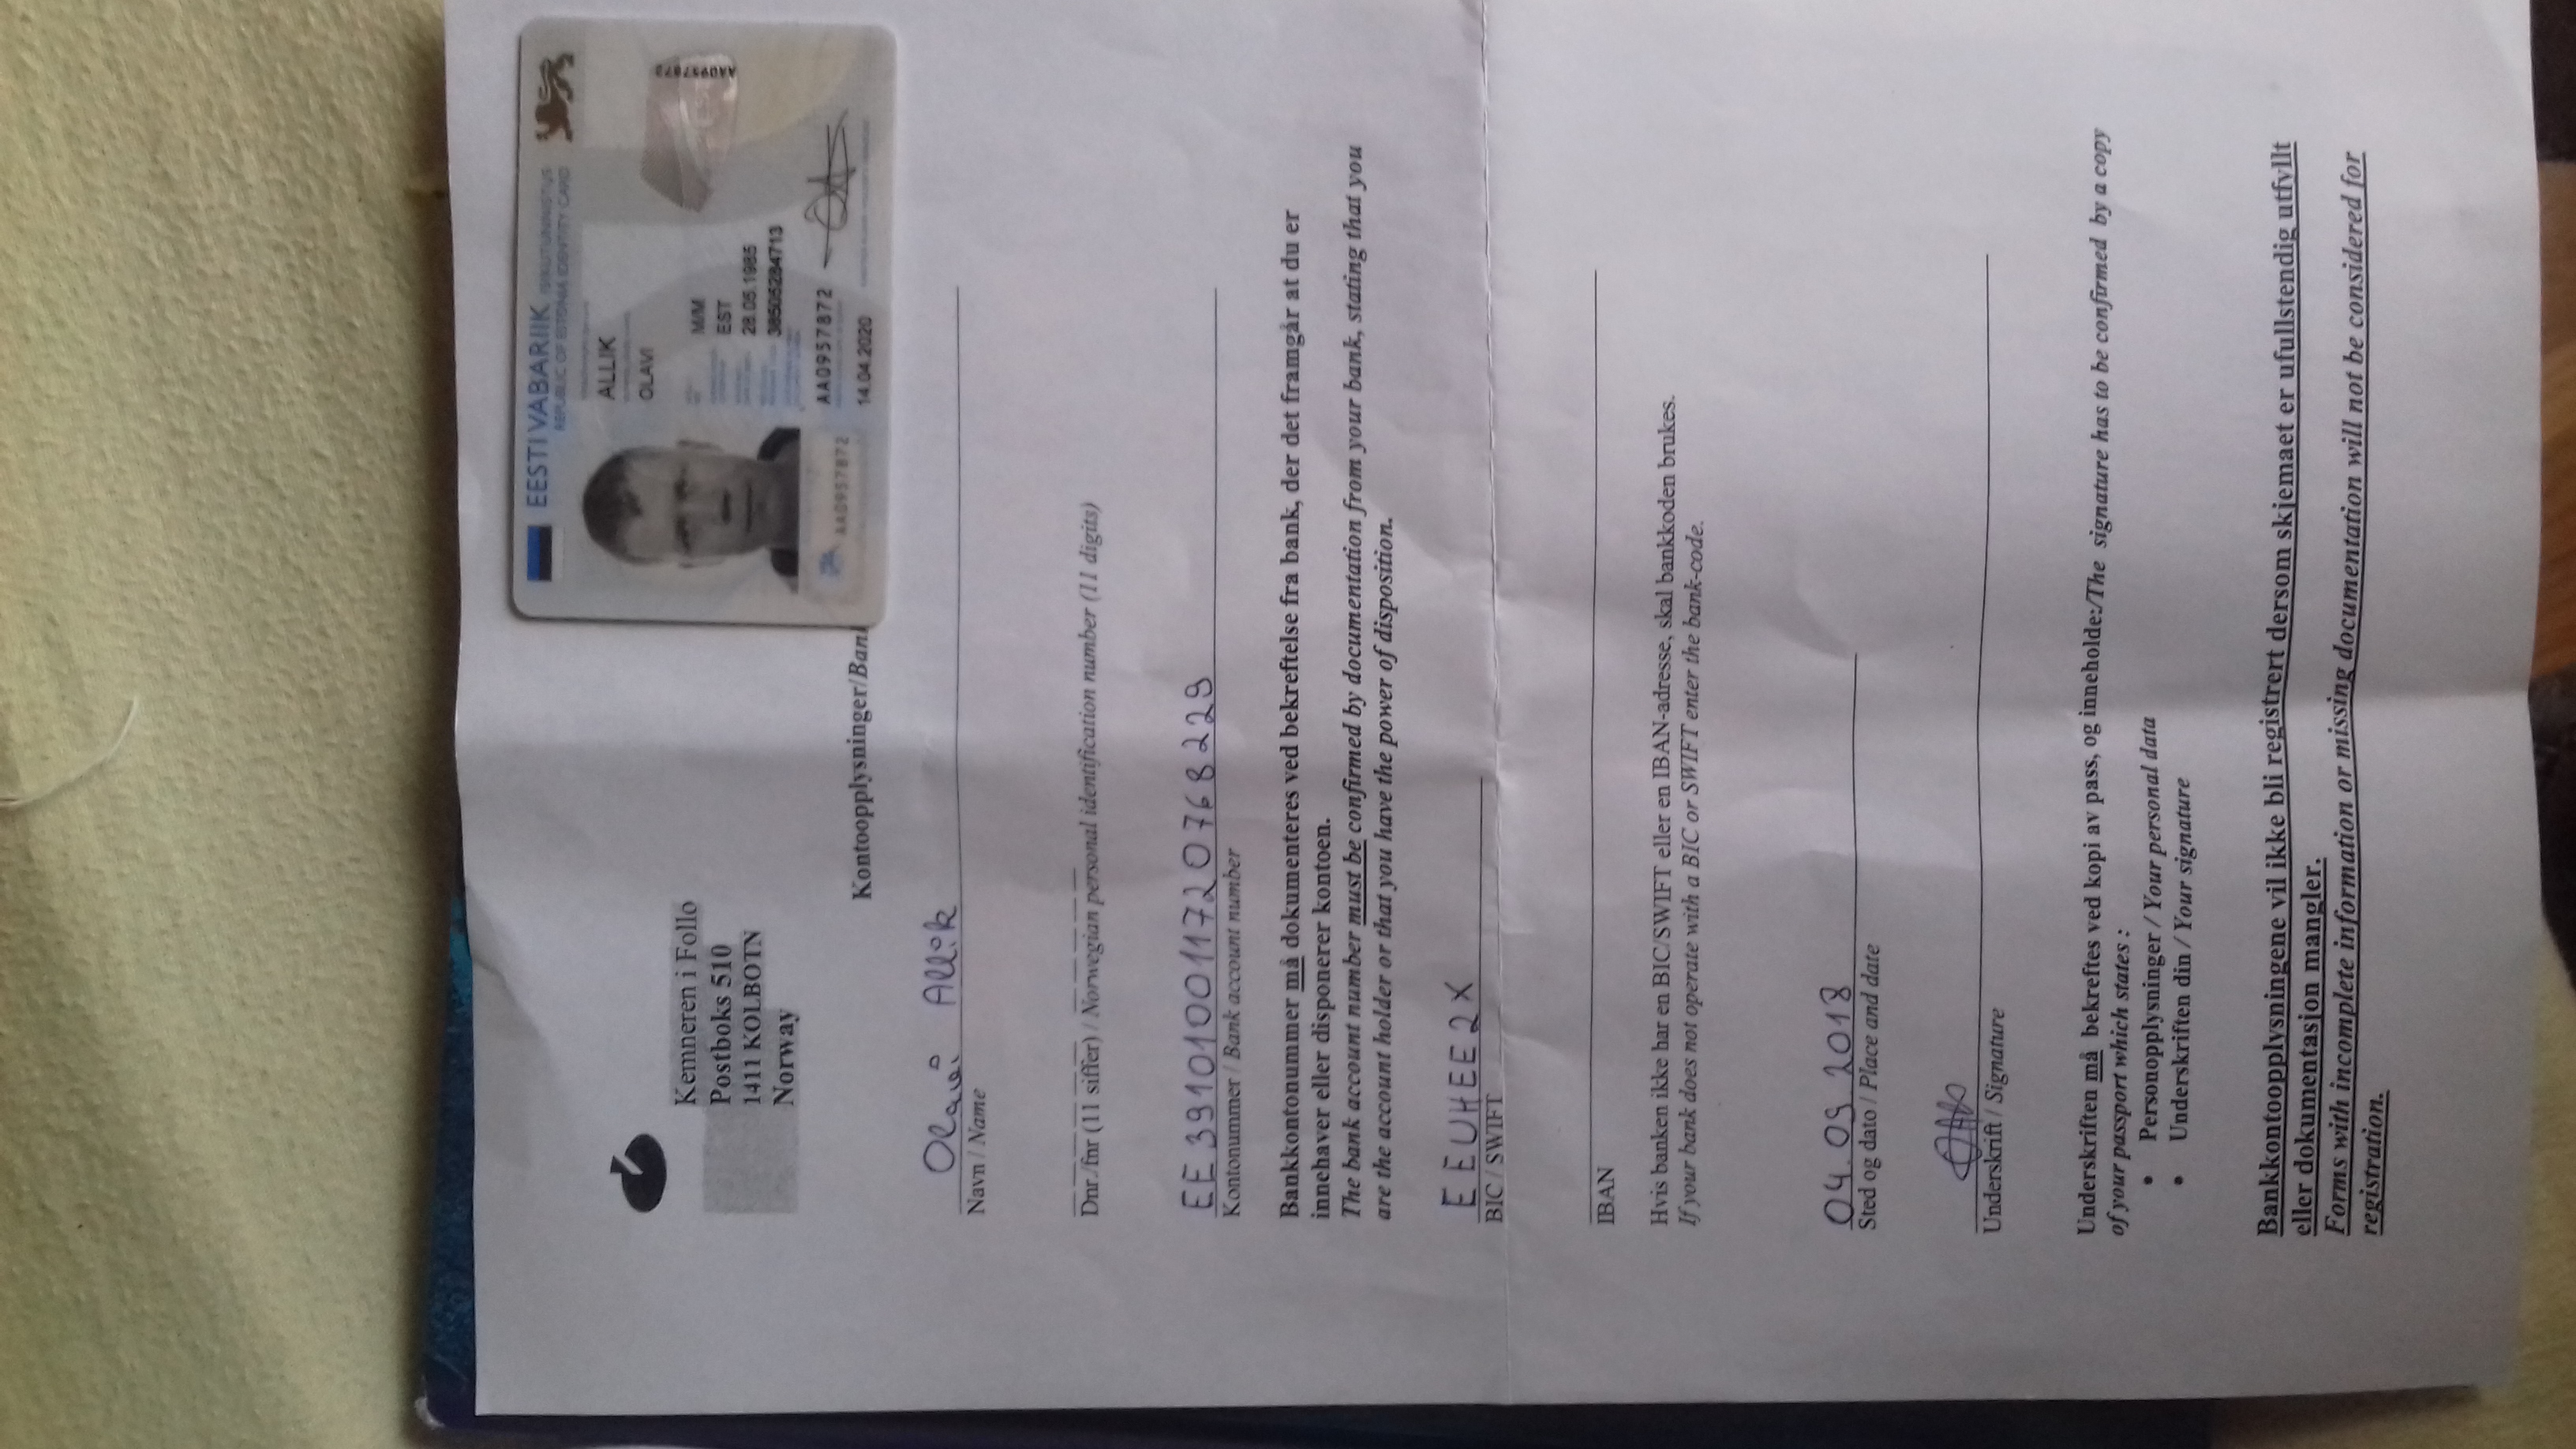 EESTI VABARIIK ISIKUTUNNISTUS
REPUBLIC OF ESTONIA IDENTITY CARD
ALLIK
OLAVI
M/M
EST
28.05.1985
38505284713
AA0957872
AA0957872
AA0957872
14.04.2020
Kemneren i Follo
Postboks 510
1411 KOLBOTN
Norway
Kontoopplysninger/Bank
Olavi Allik
Navn / Name
Dnr./fnr (11 siffer) / Norwegian personal identification number (11 digits)
EE 391010011720768229
Kontonummer / Bank account number
Bankkontonummer må dokumenteres ved bekreftelse fra bank, der det framgår at du er
innehaver eller disponerer kontoen.
The bank account number must be confirmed by documentation from your bank, stating that you
are the account holder or that you have the power of disposition.
EEUHEE2X
BIC / SWIFT
IBAN
Hvis banken ikke har en BIC/SWIFT eller en IBAN-adresse, skal bankkoden brukes.
If your bank does not operate with a BIC or SWIFT enter the bank-code.
04.09.2018
Sted og dato / Place and date
Underskrift / Signature
Underskriften må bekreftes ved kopi av pass, og inneholde:/The signature has to be confirmed by a copy
of your passport which states :
• Personopplysninger / Your personal data
• Underskriften din / Your signature
Bankkontoopplysningene vil ikke bli registrert dersom skjemaet er ufullstendig utfyllt
eller dokumentasjon mangler.
Forms with incomplete information or missing documentation will not be considered for
registration.